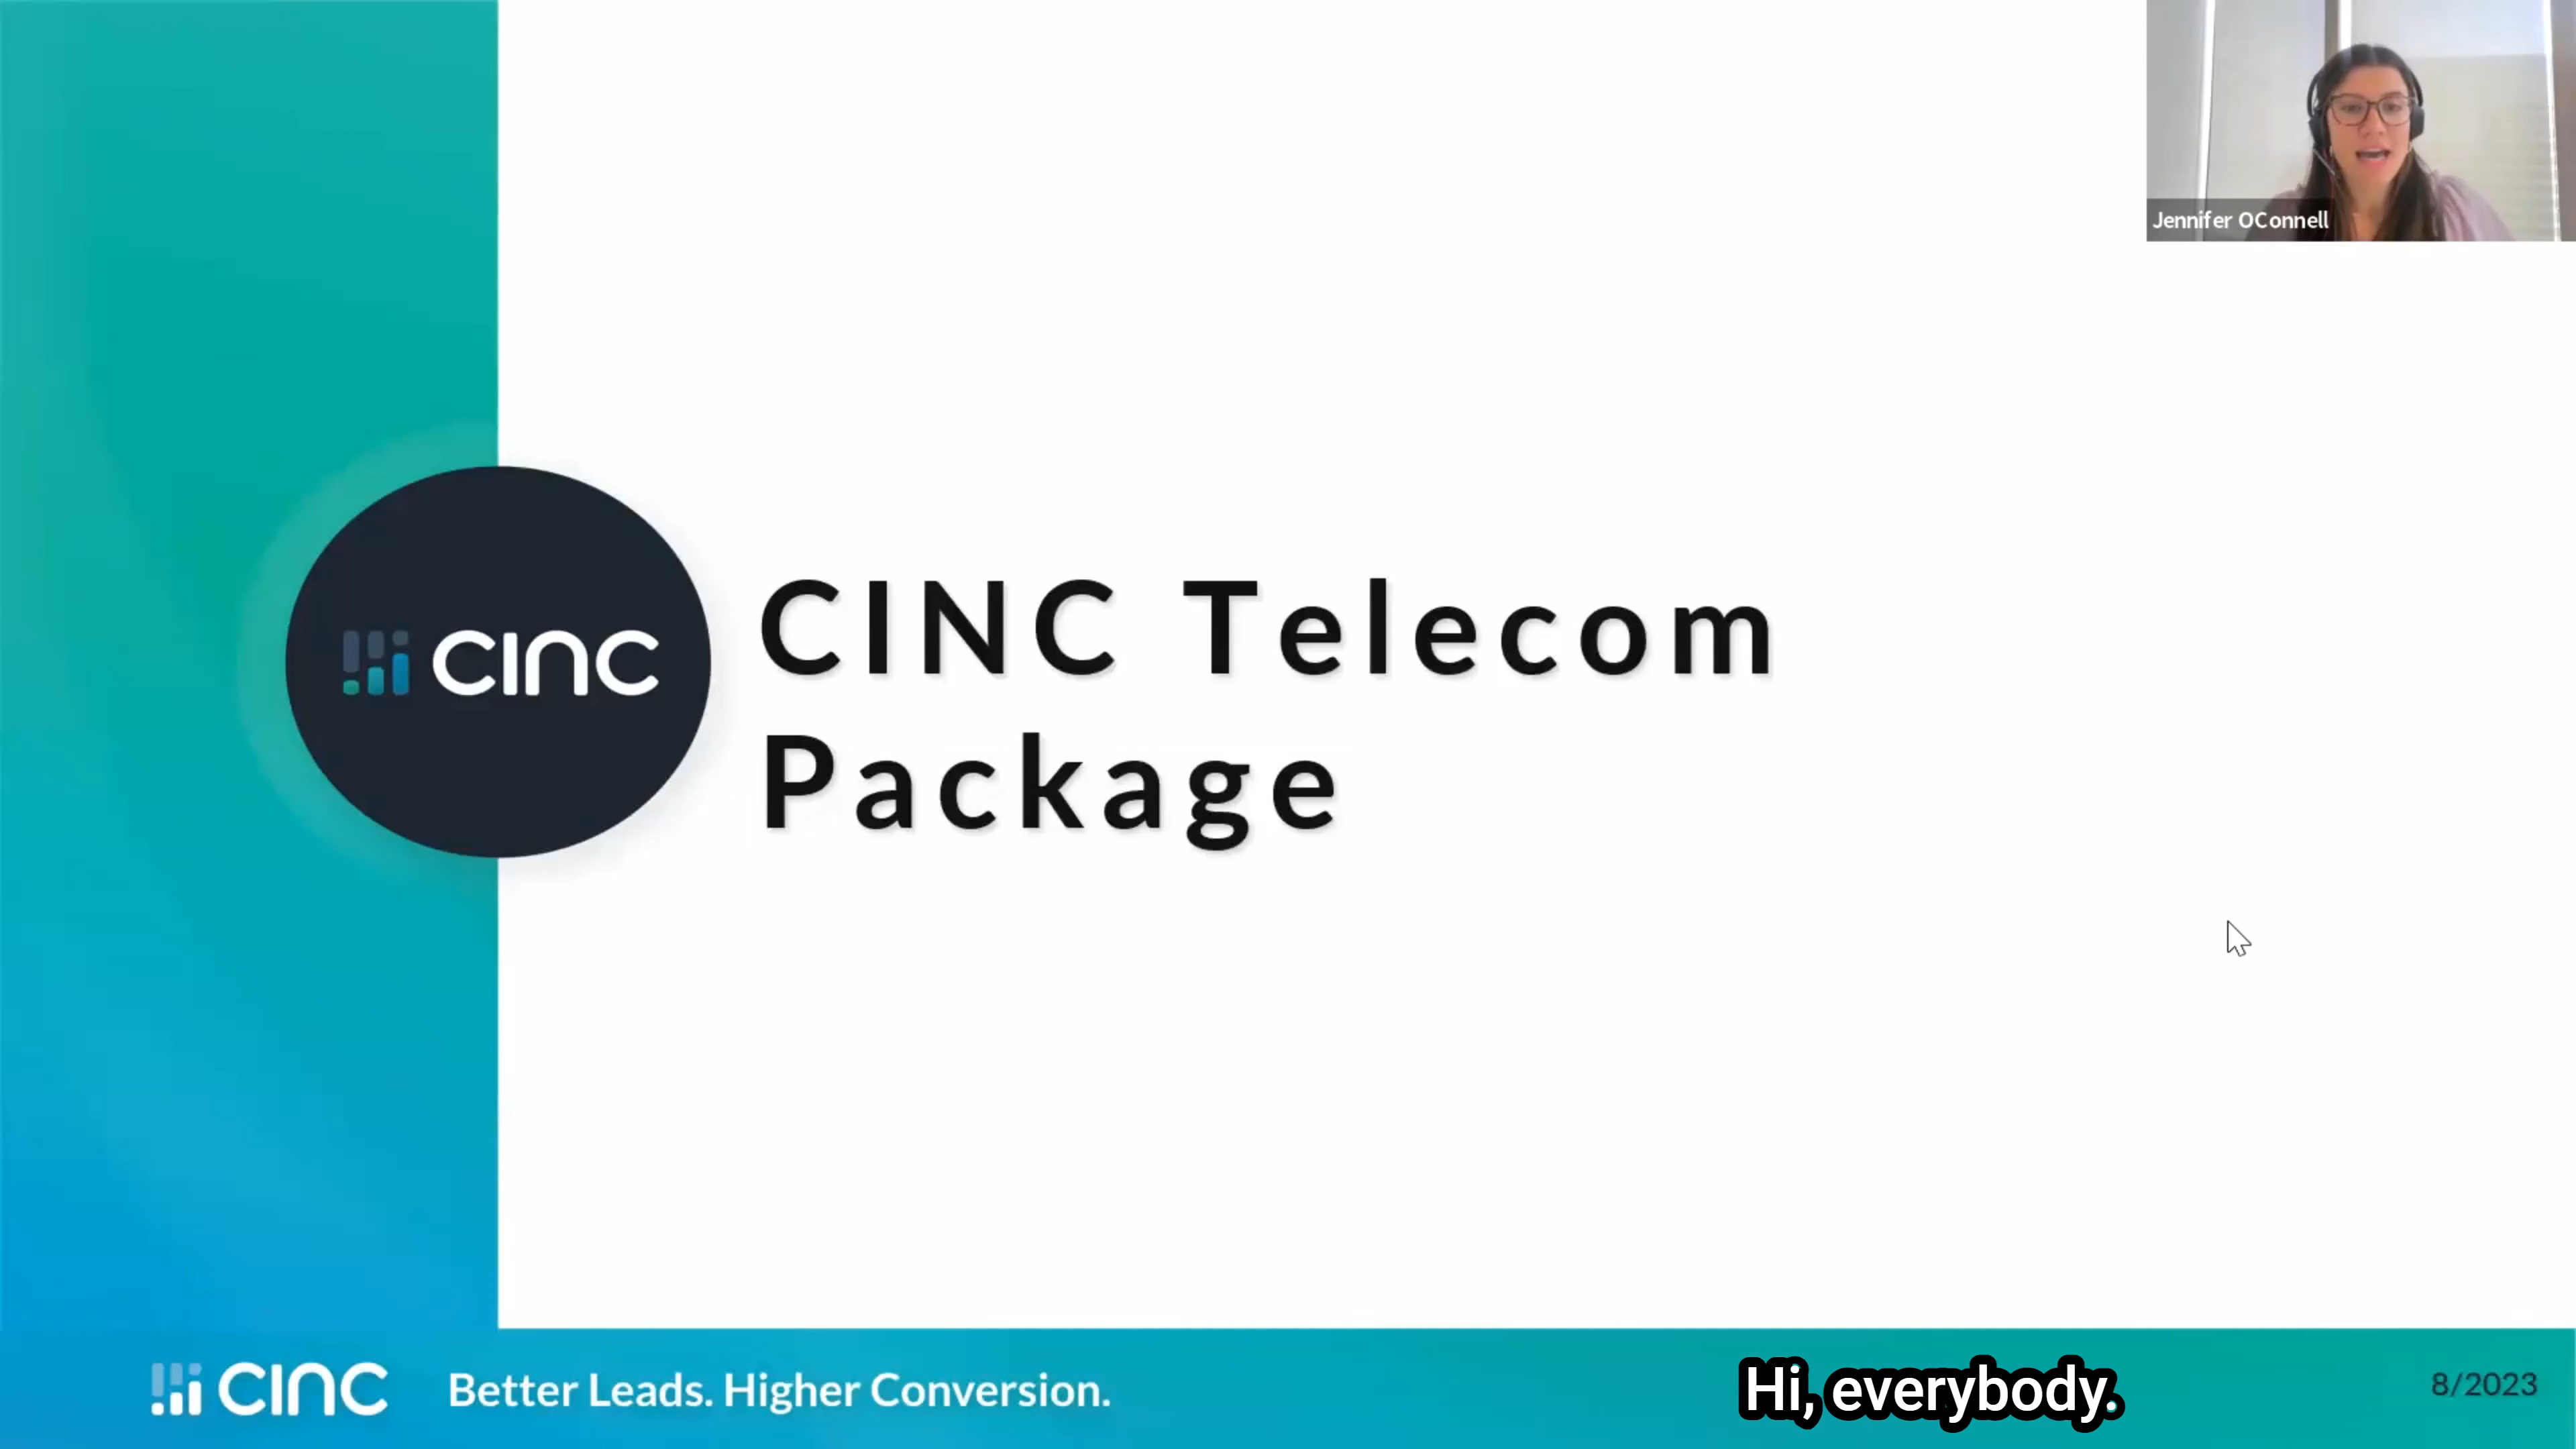 Jennifer OConnell
CINC
CINC Telecom
Package
CINC
Better Leads. Higher Conversion.
Hi, everybody.
8/2023